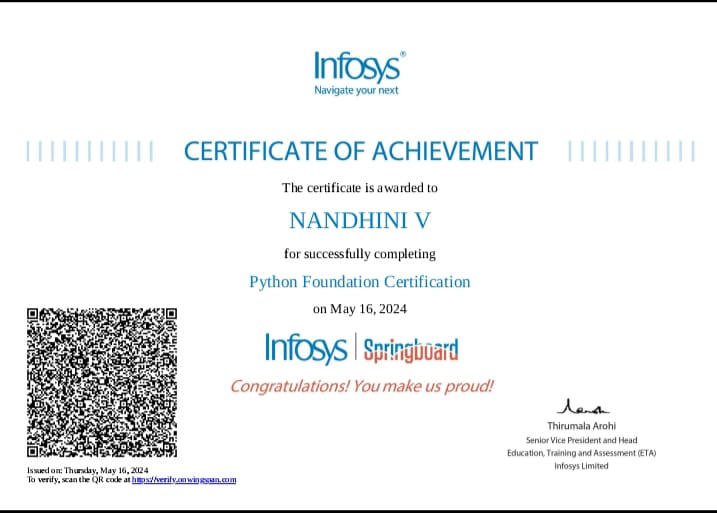 Infosys®
Navigate your next
CERTIFICATE OF ACHIEVEMENT
The certificate is awarded to
NANDHINI V
for successfully completing
Python Foundation Certification
on May 16, 2024
Infosys | Springboard
Congratulations! You make us proud!
Thirumala Arohi
Senior Vice President and Head
Education, Training and Assessment (ETA)
Infosys Limited
Issued on: Thursday, May 16, 2024
To verify, scan the QR code at https://verify.onwingspan.com